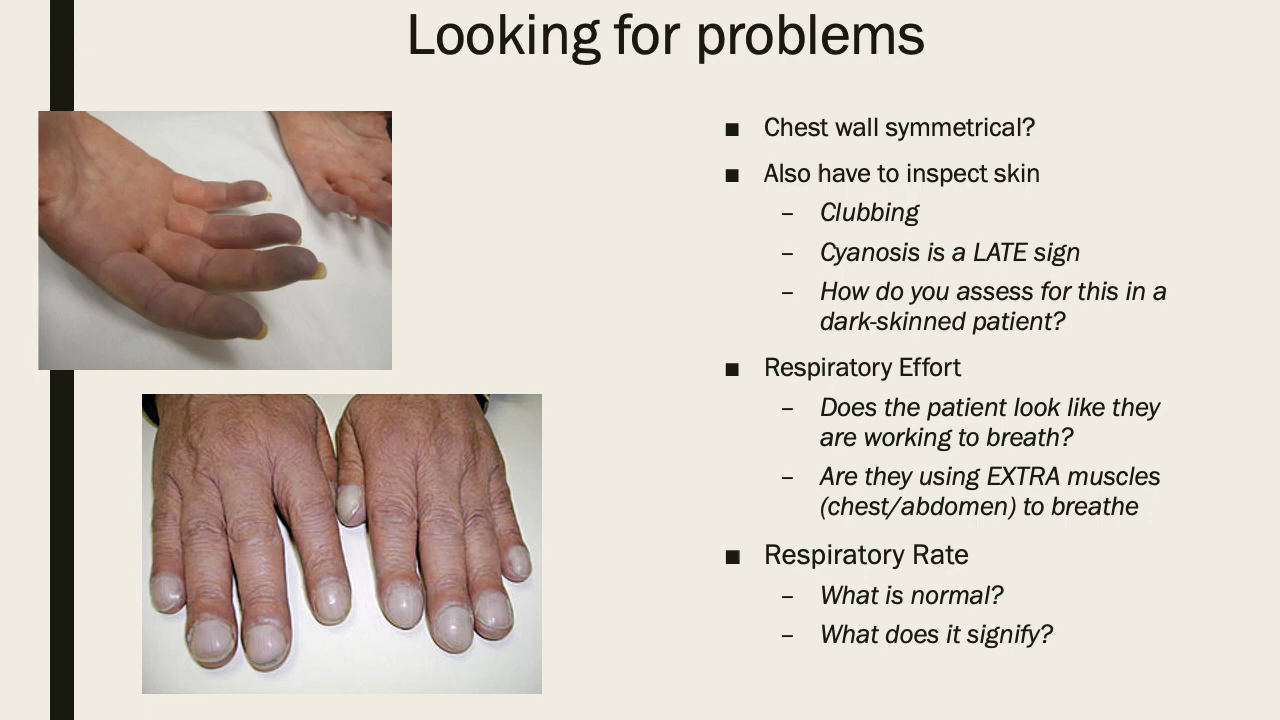 Looking for problems
■ Chest wall symmetrical?
■ Also have to inspect skin
– Clubbing
– Cyanosis is a LATE sign
– How do you assess for this in a
dark-skinned patient?
■ Respiratory Effort
– Does the patient look like they
are working to breath?
– Are they using EXTRA muscles
(chest/abdomen) to breathe
■ Respiratory Rate
– What is normal?
– What does it signify?